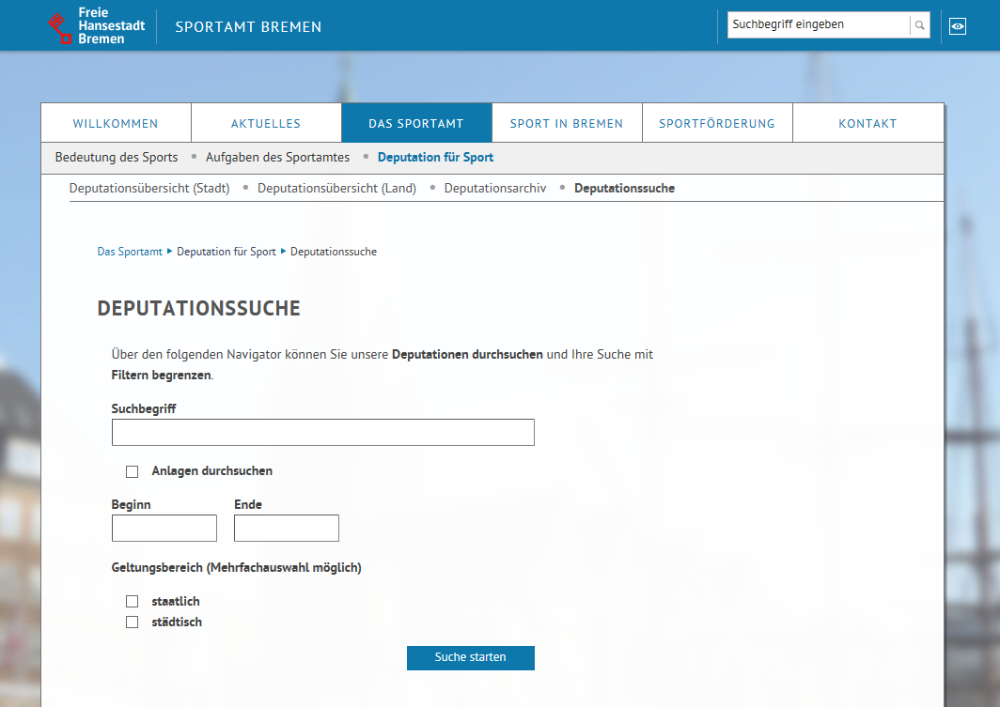 Freie
Hansestadt
Bremen
SPORTAMT BREMEN
Suchbegriff eingeben
WILLKOMMEN
AKTUELLES
DAS SPORTAMT
SPORT IN BREMEN
SPORTFÖRDERUNG
KONTAKT
Bedeutung des Sports • Aufgaben des Sportamtes • Deputation für Sport
Deputationsübersicht (Stadt) • Deputationsübersicht (Land) • Deputationsarchiv • Deputationssuche
Das Sportamt ▸ Deputation für Sport ▸ Deputationssuche
DEPUTATIONSSUCHE
Über den folgenden Navigator können Sie unsere Deputationen durchsuchen und Ihre Suche mit
Filtern begrenzen.
Suchbegriff
Anlagen durchsuchen
Beginn Ende
Geltungsbereich (Mehrfachauswahl möglich)
staatlich
städtisch
Suche starten